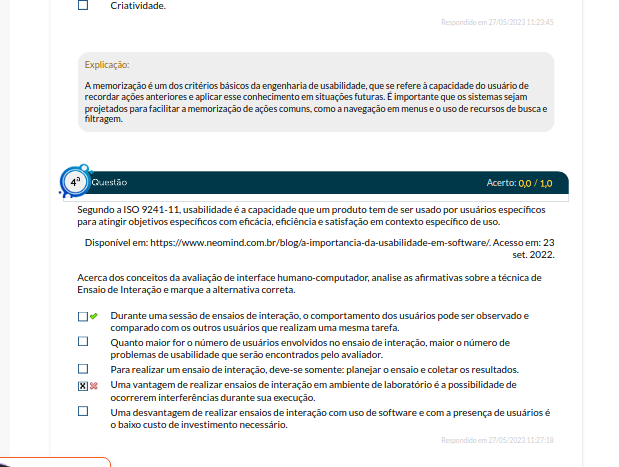 Criatividade.
Respondido em 27/05/2023 11:23:45
Explicação:
A memorização é um dos critérios básicos da engenharia de usabilidade, que se refere à capacidade do usuário de
recordar ações anteriores e aplicar esse conhecimento em situações futuras. É importante que os sistemas sejam
projetados para facilitar a memorização de ações comuns, como a navegação em menus e o uso de recursos de busca e
filtragem.
4ª Questão
Acerto: 0,0 / 1,0
Segundo a ISO 9241-11, usabilidade é a capacidade que um produto tem de ser usado por usuários específicos
para atingir objetivos específicos com eficácia, eficiência e satisfação em contexto específico de uso.
Disponível em: https://www.neomind.com.br/blog/a-importancia-da-usabilidade-em-software/. Acesso em: 23
set. 2022.
Acerca dos conceitos da avaliação de interface humano-computador, analise as afirmativas sobre a técnica de
Ensaio de Interação e marque a alternativa correta.
Durante uma sessão de ensaios de interação, o comportamento dos usuários pode ser observado e
comparado com os outros usuários que realizam uma mesma tarefa.
Quanto maior for o número de usuários envolvidos no ensaio de interação, maior o número de
problemas de usabilidade que serão encontrados pelo avaliador.
Para realizar um ensaio de interação, deve-se somente: planejar o ensaio e coletar os resultados.
Uma vantagem de realizar ensaios de interação em ambiente de laboratório é a possibilidade de
ocorrerem interferências durante sua execução.
Uma desvantagem de realizar ensaios de interação com uso de software e com a presença de usuários é
o baixo custo de investimento necessário.
Respondido em 27/05/2023 11:27:18